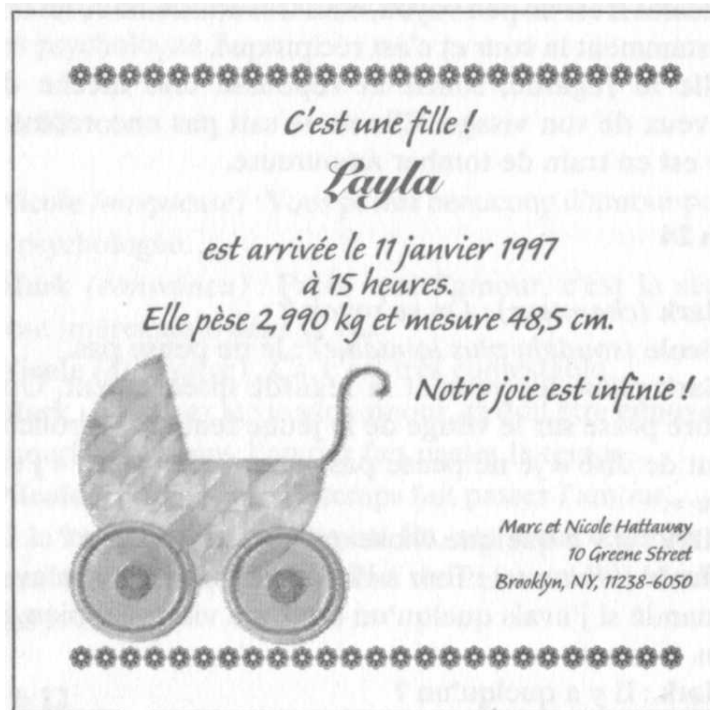 C'est une fille !
Layla
est arrivée le 11 janvier 1997
à 15 heures.
Elle pèse 2,990 kg et mesure 48,5 cm.
Notre joie est infinie !
Marc et Nicole Hattaway
10 Greene Street
Brooklyn, NY, 11238-6050